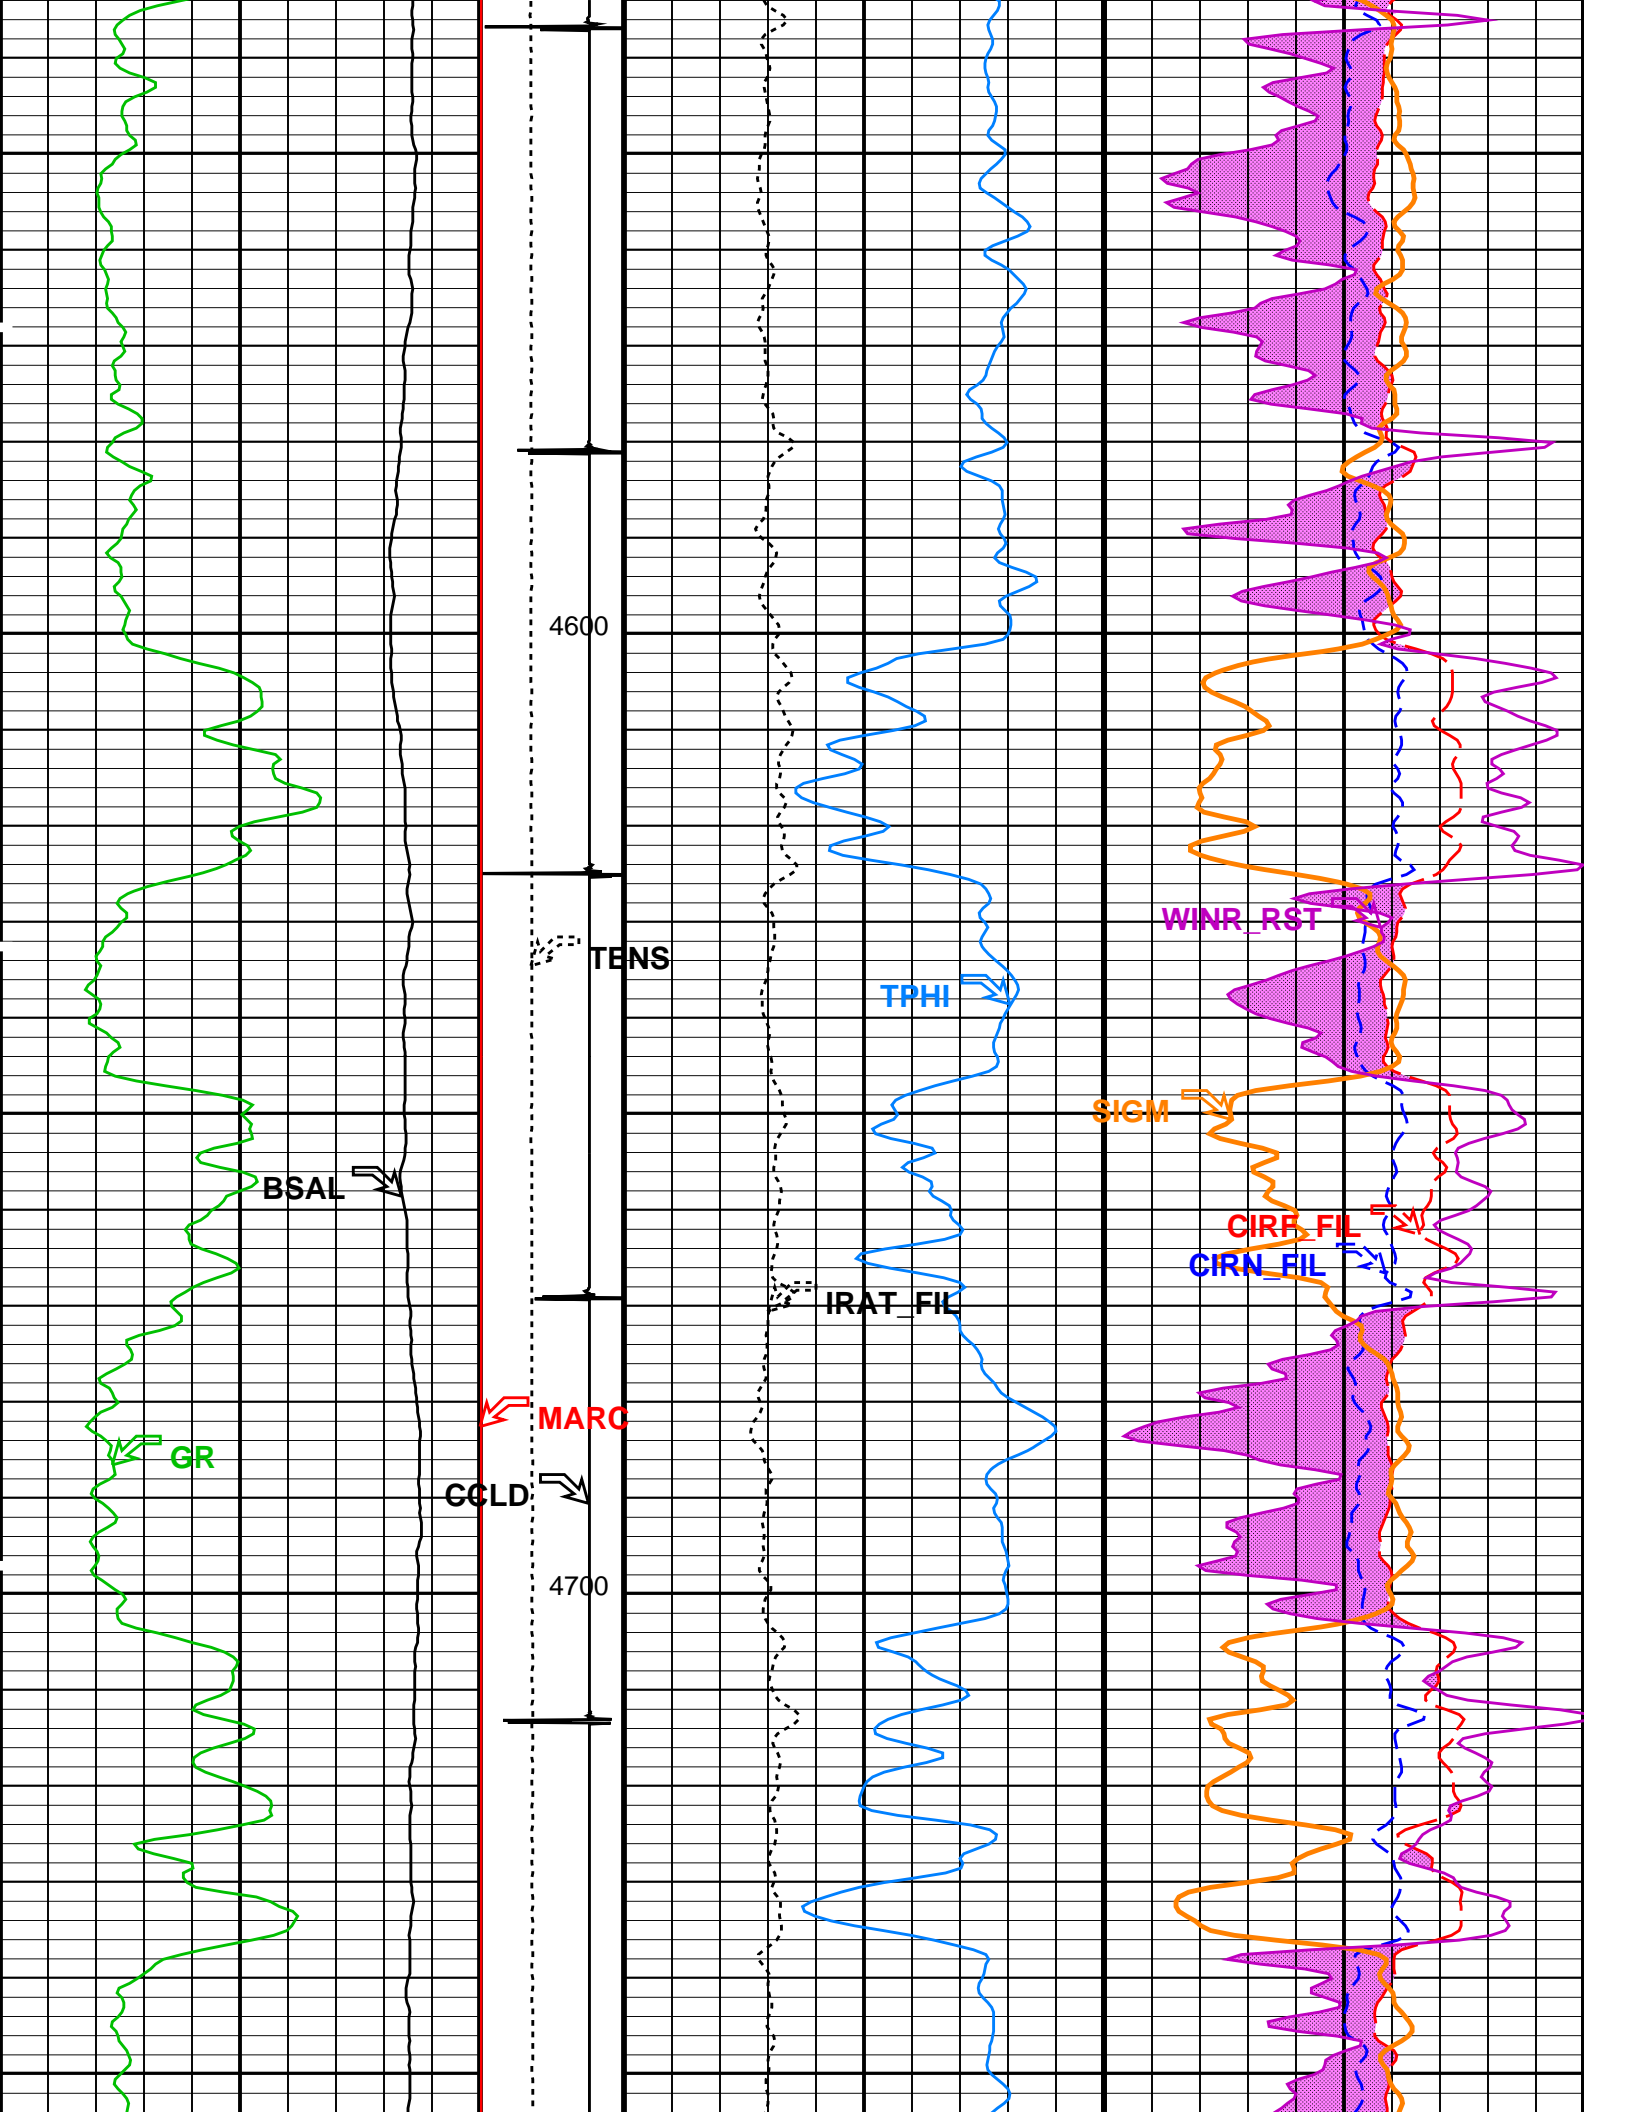 4600
WINR_RST
TENS
TPHI
SIGM
BSAL
CIRF_FIL
CIRN_FIL
IRAT_FIL
MARC
GR
CCLD
4700